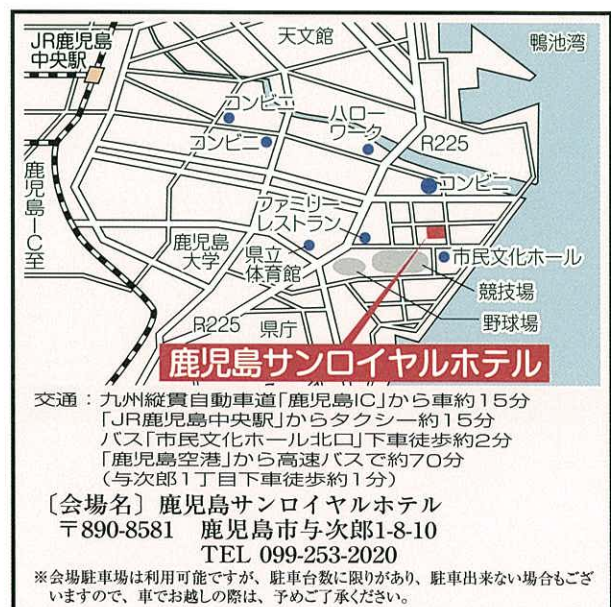 JR鹿児島
中央駅
天文館
鴨池湾
コンビニ
コンビニ
ハロー
ワーク
R225
コンビニ
鹿児島IC至
ファミリー
レストラン
鹿児島
大学
県立
体育館
市民文化ホール
競技場
野球場
R225
県庁
鹿児島サンロイヤルホテル
交通：九州縦貫自動車道「鹿児島IC」から車約15分
「JR鹿児島中央駅」からタクシー約15分
バス「市民文化ホール北口」下車徒歩約2分
「鹿児島空港」から高速バスで約70分
（与次郎1丁目下車徒歩約1分）
〔会場名〕鹿児島サンロイヤルホテル
〒890-8581　鹿児島市与次郎1-8-10
TEL 099-253-2020
※会場駐車場は利用可能ですが、駐車台数に限りがあり、駐車出来ない場合もござ
いますので、車でお越しの際は、予めご了承ください。